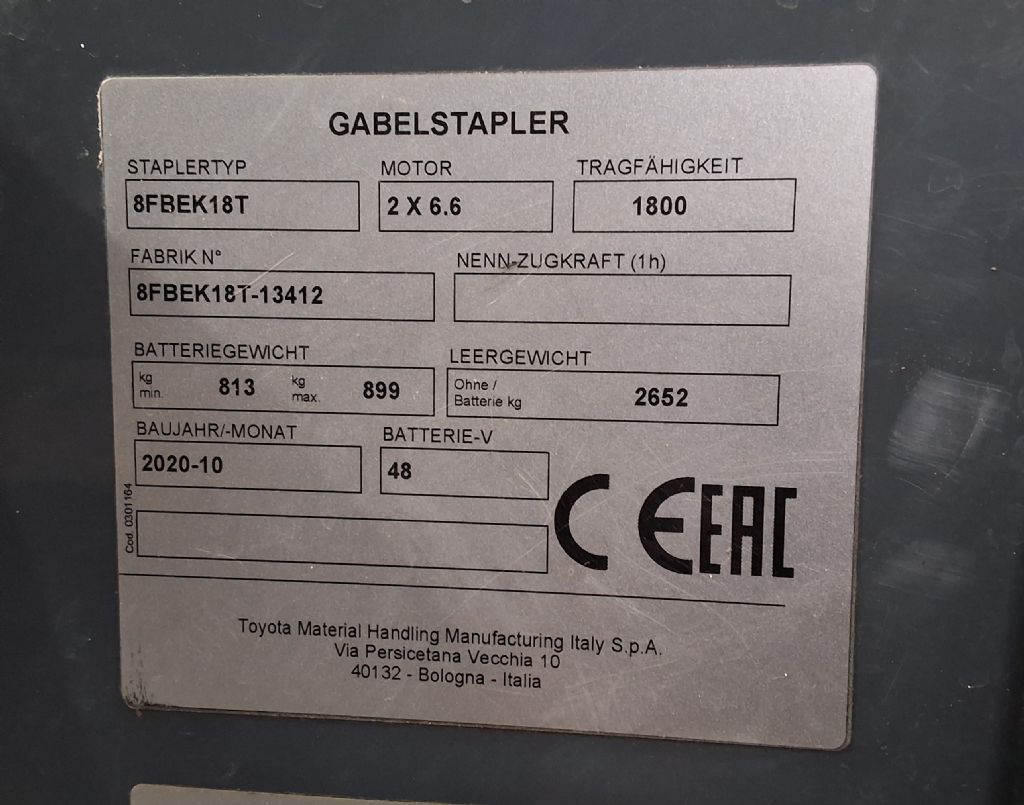 GABELSTAPLER
STAPLERTYP MOTOR TRAGFÄHIGKEIT
8FBEK18T 2 X 6.6 1800
FABRIK N° NENN-ZUGKRAFT (1h)
8FBEK18T-13412
BATTERIEGEWICHT LEERGEWICHT
kg min. 813 kg max. 899 Ohne / Batterie kg 2652
BAUJAHR/-MONAT BATTERIE-V
2020-10 48
Cod. 0301164
CE EAC
Toyota Material Handling Manufacturing Italy S.p.A.
Via Persicetana Vecchia 10
40132 - Bologna - Italia